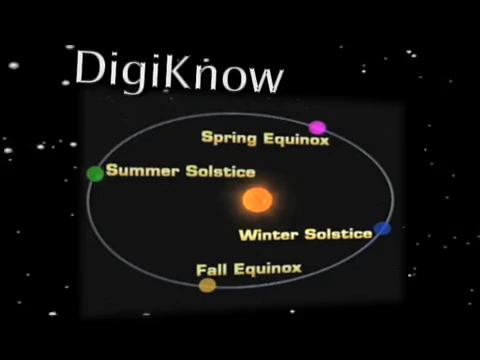 DigiKnow
Spring Equinox
Summer Solstice
Winter Solstice
Fall Equinox